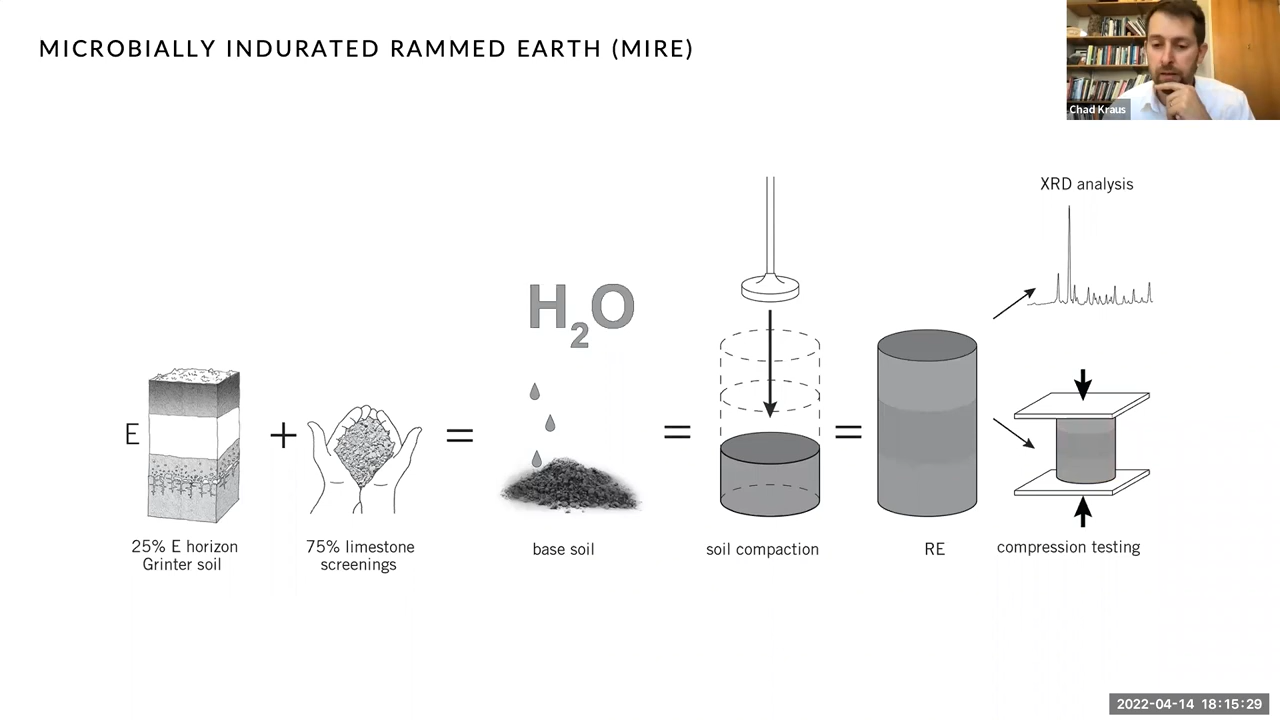 MICROBIALLY INDURATED RAMMED EARTH (MIRE)
Chad Kraus
XRD analysis
H2O
E
+
=
=
=
25% E horizon
Grinter soil
75% limestone
screenings
base soil
soil compaction
RE
compression testing
2022-04-14 18:15:29